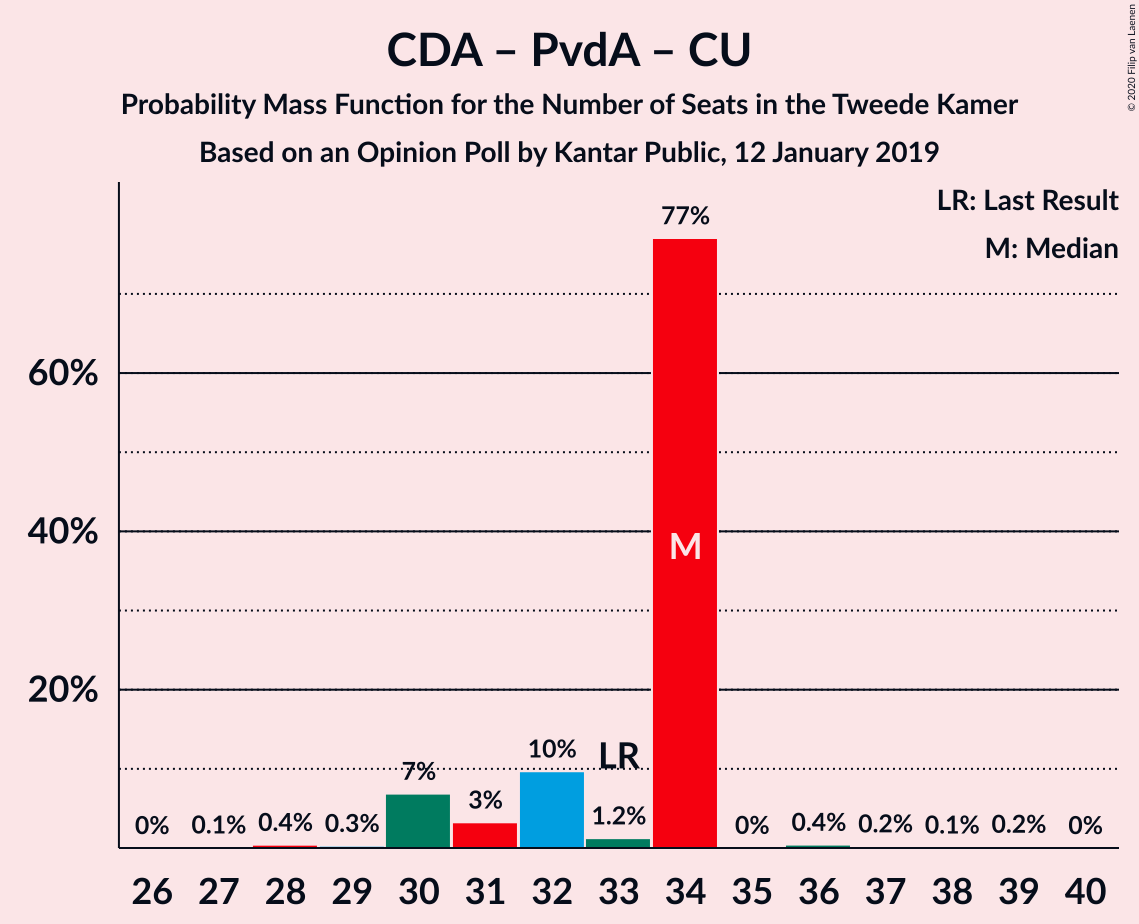 CDA – PvdA – CU
Probability Mass Function for the Number of Seats in the Tweede Kamer
Based on an Opinion Poll by Kantar Public, 12 January 2019
© 2020 Filip van Laenen
LR: Last Result
M: Median
77%
60%
40%
M
20%
10%
LR
7%
3%
1.2%
0% 0.1% 0.4% 0.3% 0% 0.4% 0.2% 0.1% 0.2% 0%
26 27 28 29 30 31 32 33 34 35 36 37 38 39 40